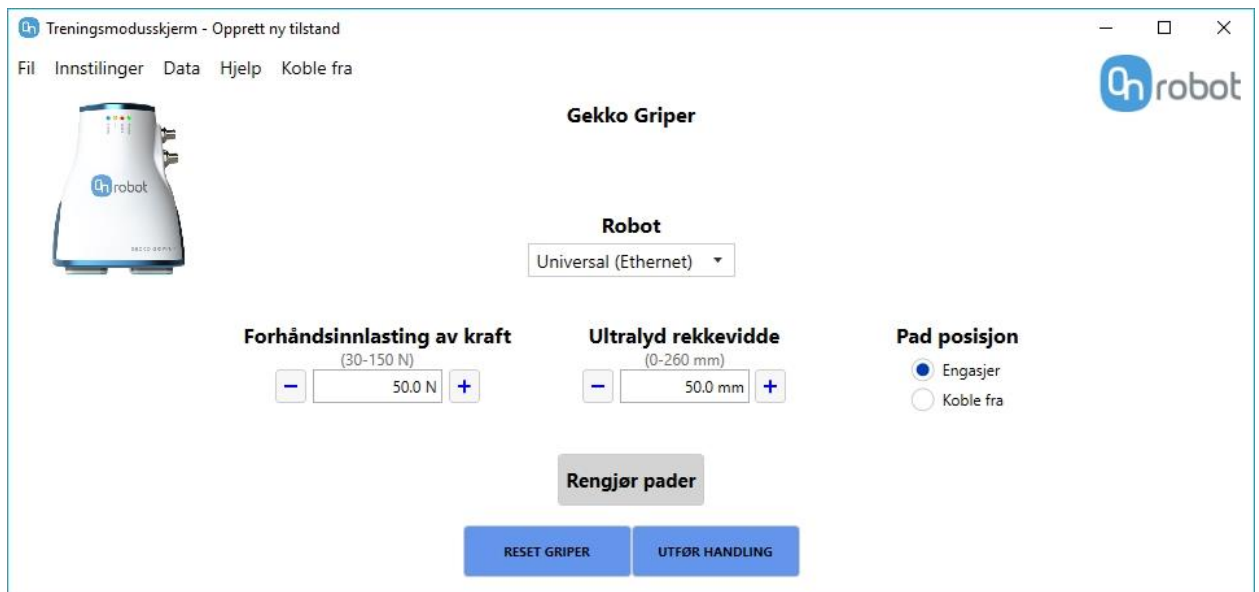 Treningsmodusskjerm - Opprett ny tilstand
Fil Innstilinger Data Hjelp Koble fra
On robot
Gekko Griper
On robot
Robot
Universal (Ethernet)
Forhåndsinnlasting av kraft
(30-150 N)
50.0 N
Ultralyd rekkevidde
(0-260 mm)
50.0 mm
Pad posisjon
Engasjer
Koble fra
Rengjør pader
RESET GRIPER
UTFØR HANDLING